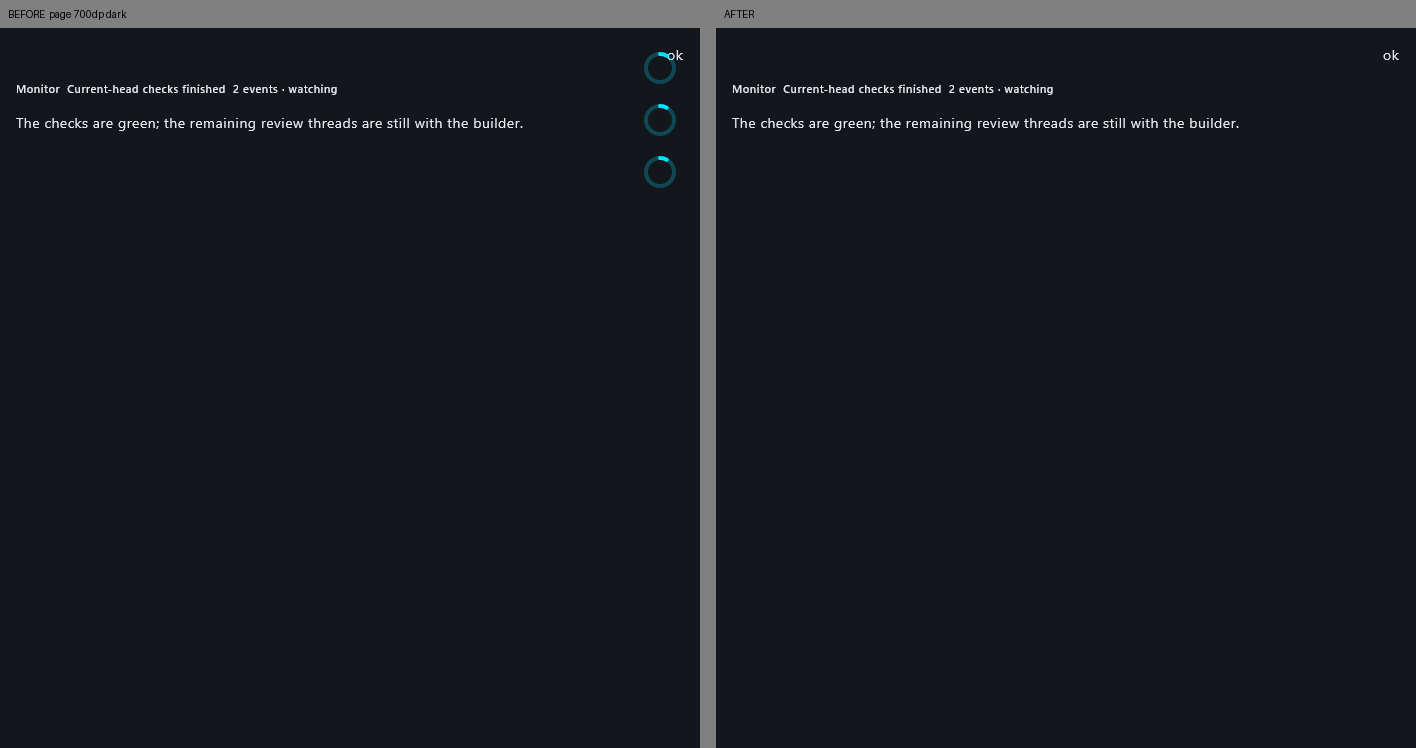 BEFORE page 700dp dark
ok
Monitor Current-head checks finished 2 events · watching
The checks are green; the remaining review threads are still with the builder.
AFTER
ok
Monitor Current-head checks finished 2 events · watching
The checks are green; the remaining review threads are still with the builder.